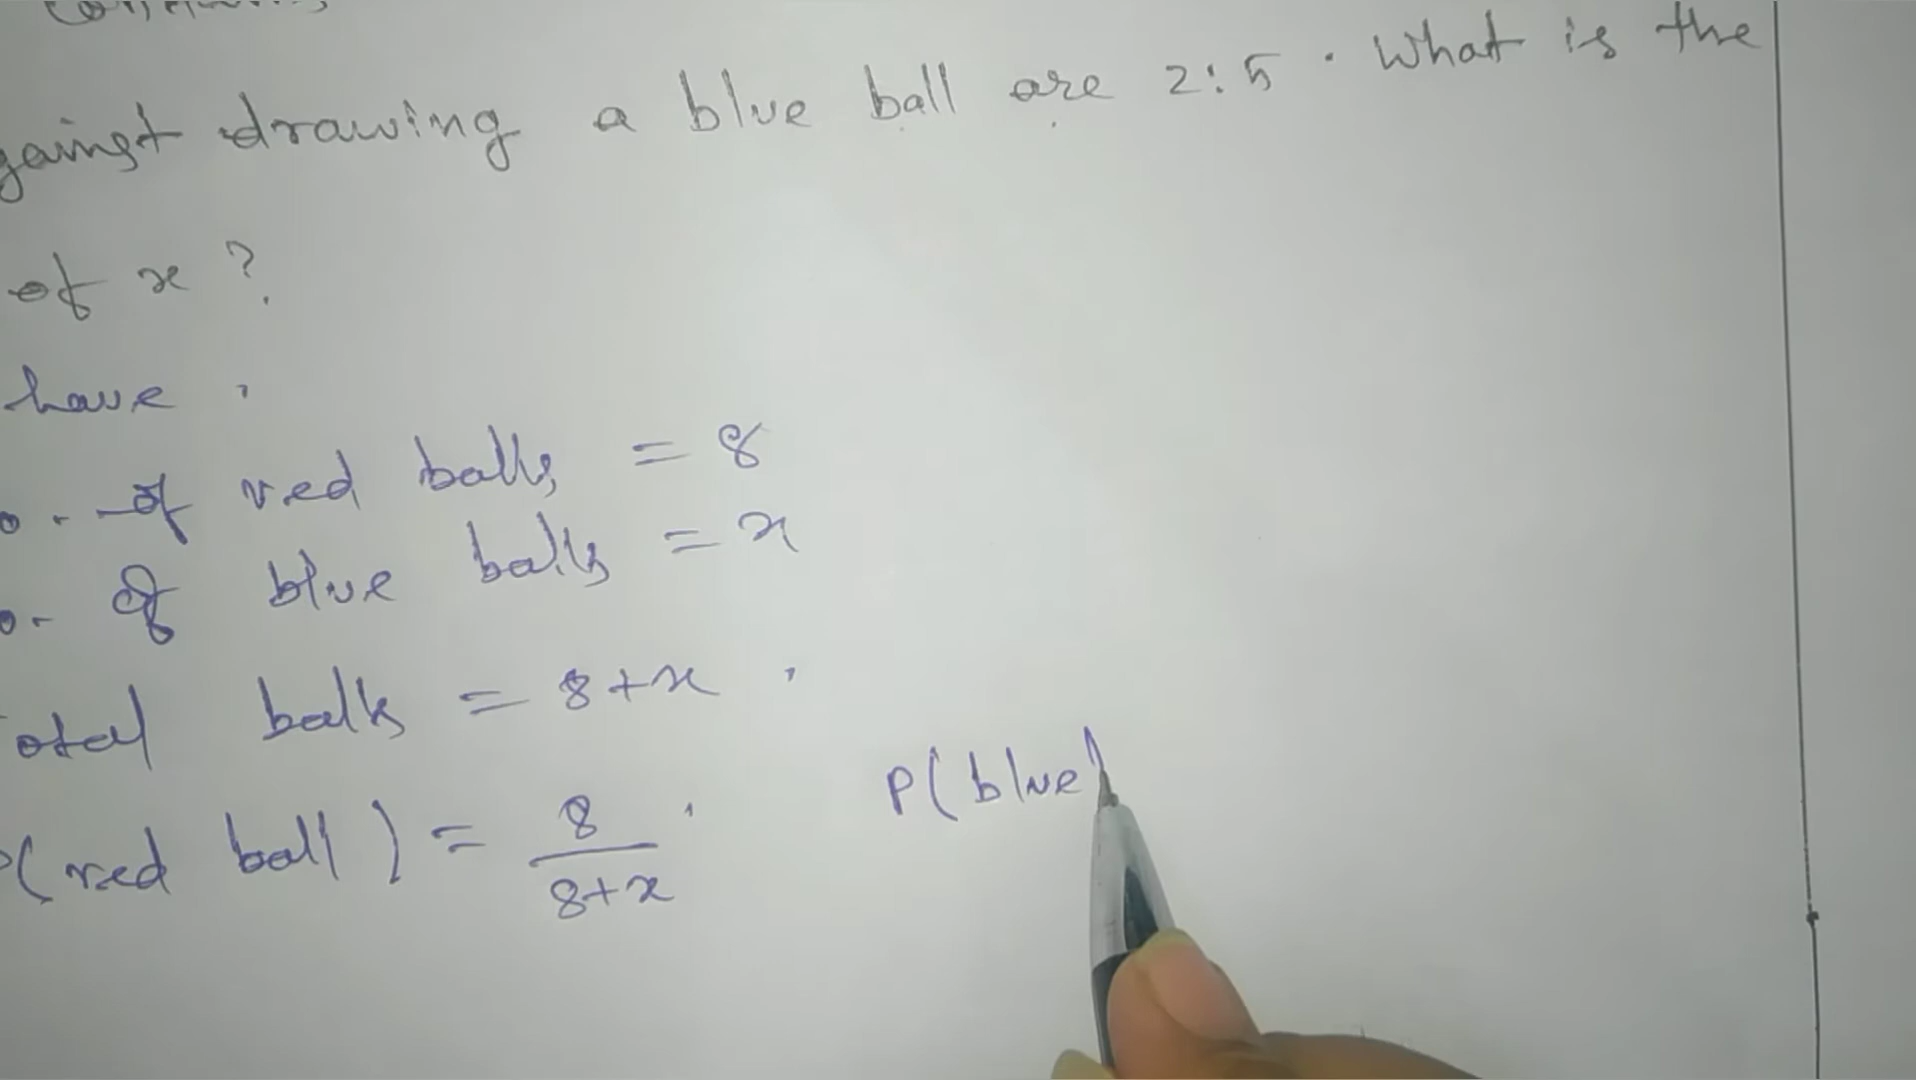 against drawing a blue ball are 2:5. What is the
of x?
have,
of red balls = 8
of blue balls = x
Total balls = 8+x.
P(red ball) = 8/8+x. P(blue)